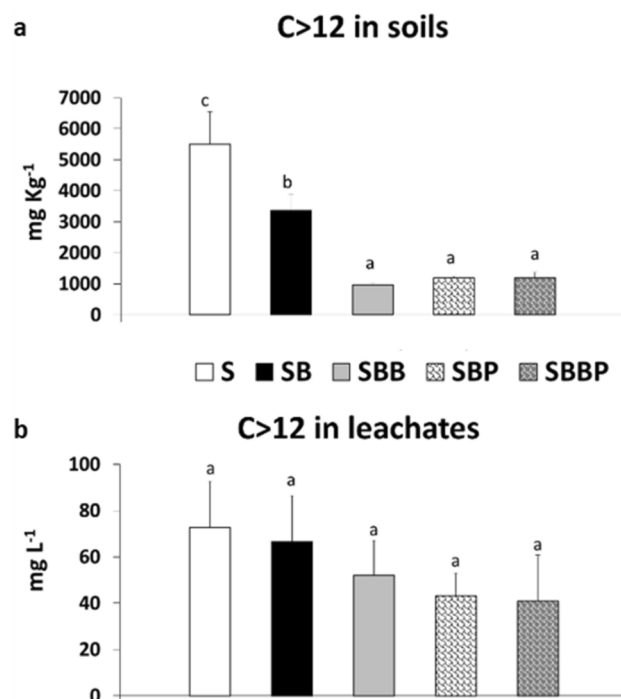 a
C>12 in soils
7000
6000
5000
4000
3000
2000
1000
0
mg Kg-1
c
b
a
a
a
S SB SBB SBP SBBP
b
C>12 in leachates
100
80
60
40
20
0
mg L-1
a
a
a
a
a